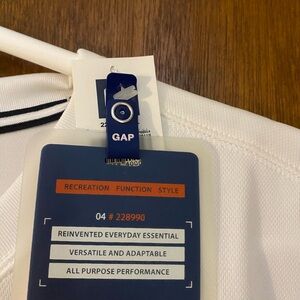 GAP
RECREATION FUNCTION STYLE
04 # 228990
REINVENTED EVERYDAY ESSENTIAL
VERSATILE AND ADAPTABLE
ALL PURPOSE PERFORMANCE